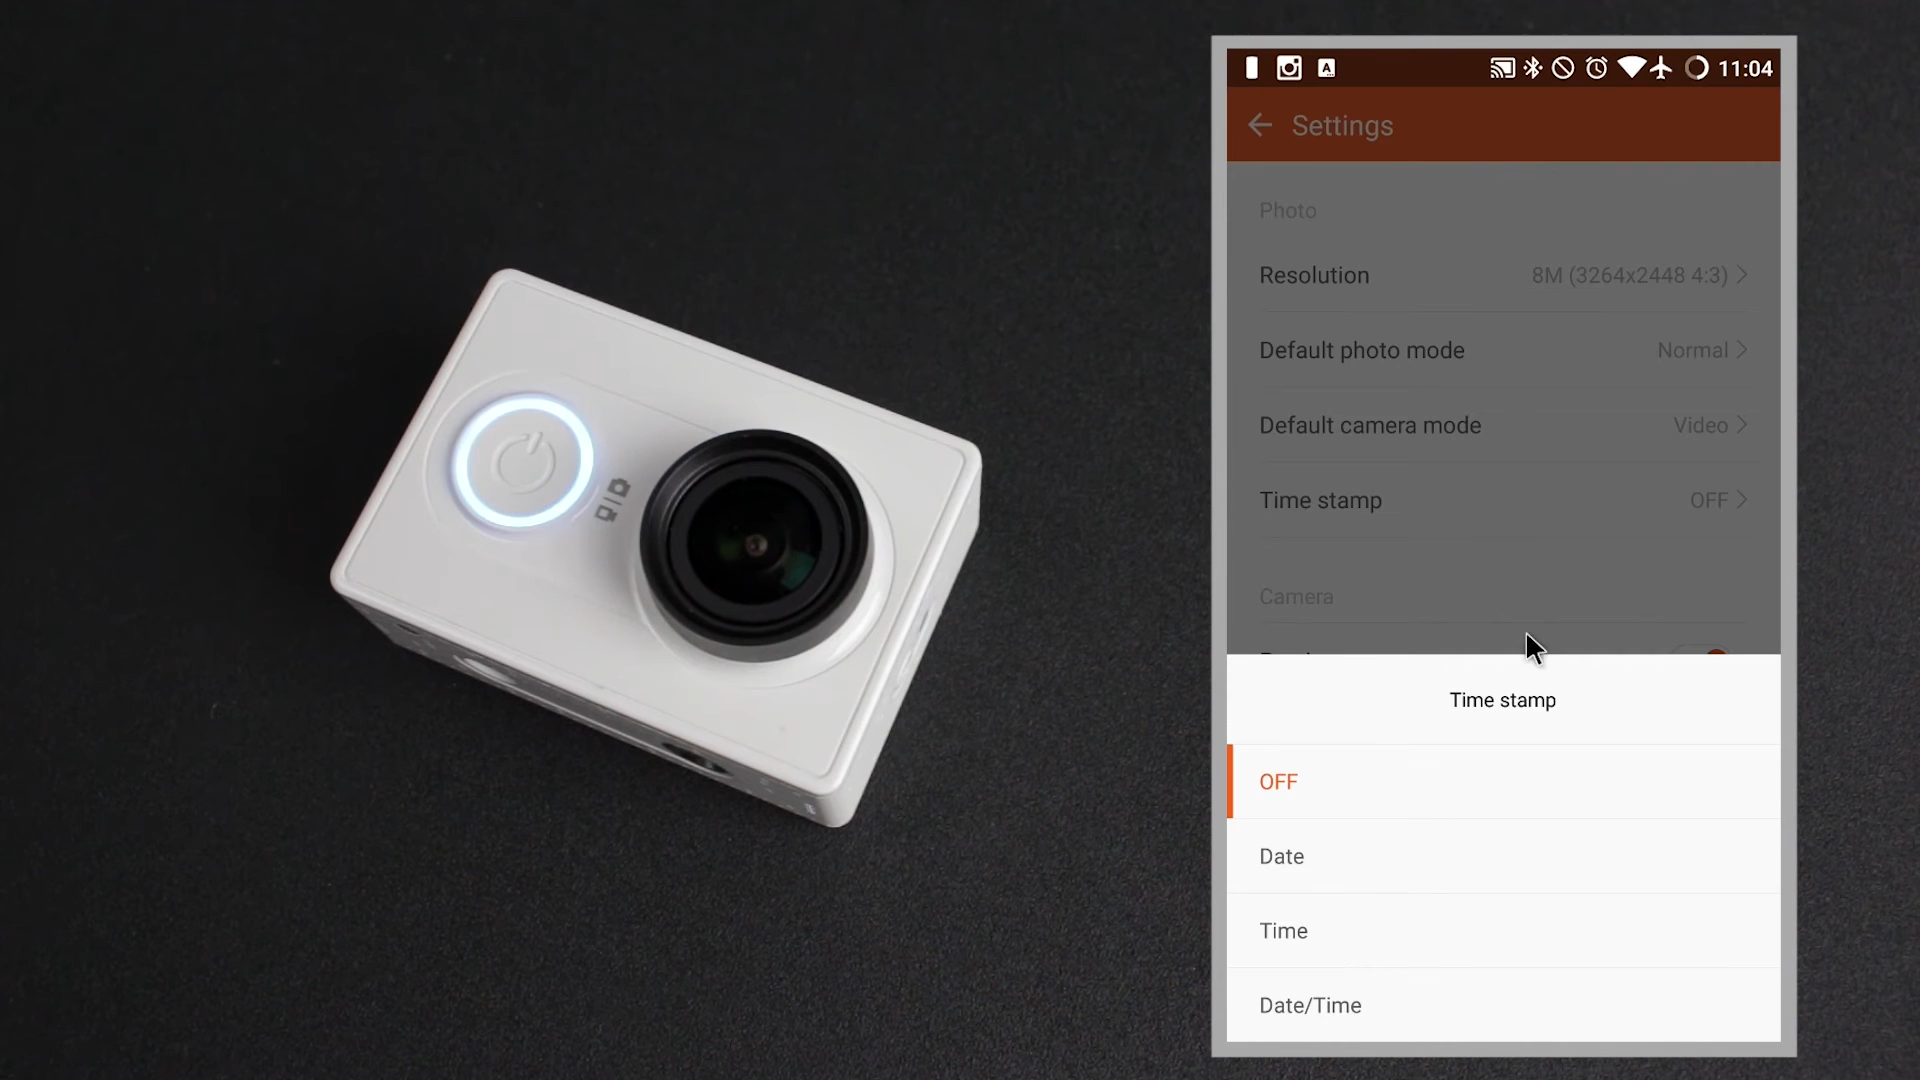 11:04
Settings
Photo
Resolution 8M (3264x2448 4:3)
Default photo mode Normal
Default camera mode Video
Time stamp OFF
Camera
Time stamp
OFF
Date
Time
Date/Time